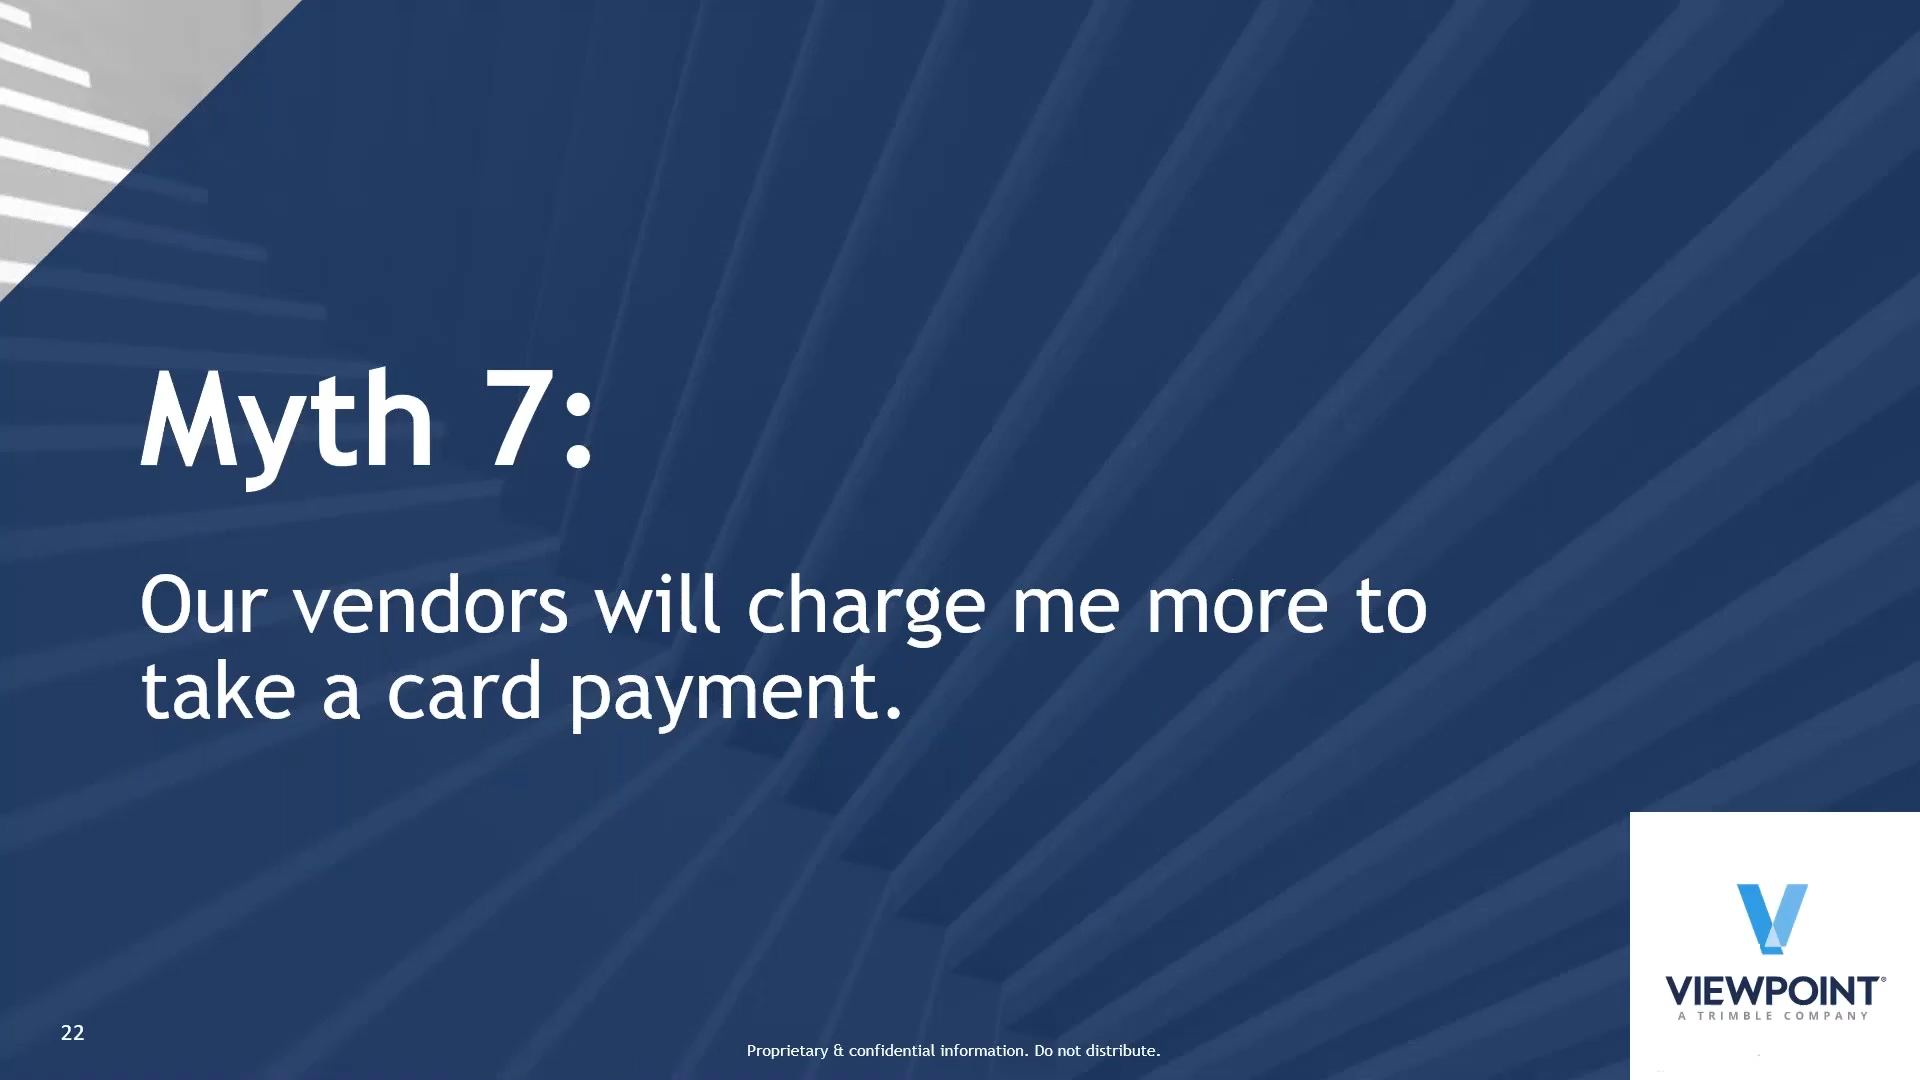 Myth 7:
Our vendors will charge me more to
take a card payment.
VIEWPOINT®
A TRIMBLE COMPANY
22
Proprietary & confidential information. Do not distribute.